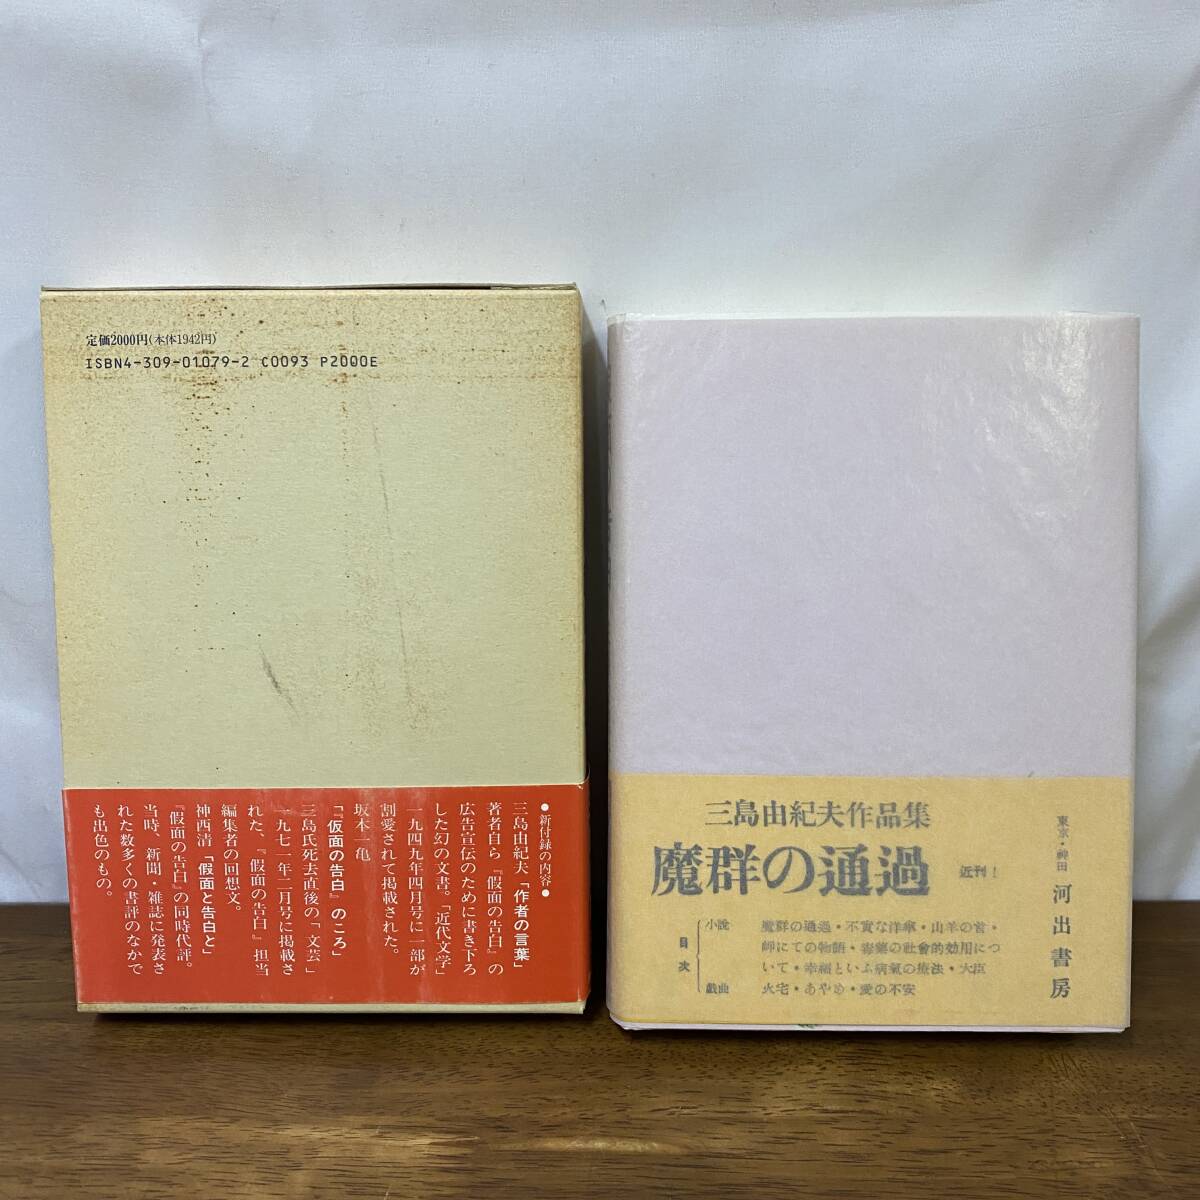 定価2000円(本体1942円)
ISBN4-309-01079-2 C0093 P2000E
●新付録の内容●
三島由紀夫「作者の言葉」
著者自ら『假面の告白』の
広告宣伝のために書き下ろ
した幻の文書。「近代文学」
一九四九年四月号に一部が
割愛されて掲載された。
坂本一亀
「『仮面の告白』のころ」
三島氏死去直後の「文芸」
一九七一年二月号に掲載さ
れた、『假面の告白』担当
編集者の回想文。
神西清「假面と告白と」
『假面の告白』の同時代評。
当時、新聞・雑誌に発表さ
れた数多くの書評のなかで
も出色のもの。
三島由紀夫作品集
魔群の通過 近刊!
目次
小說 魔群の通過・不實な洋傘・山羊の首・
獅にての物語・毒薬の社會的効用につ
いて・幸福といふ病氣の療法・大臣
戲曲 火宅・あやめ・愛の不安
東京・神田 河出書房